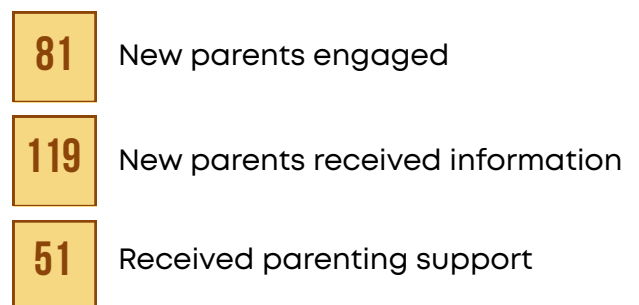 81 New parents engaged
119 New parents received information
51 Received parenting support